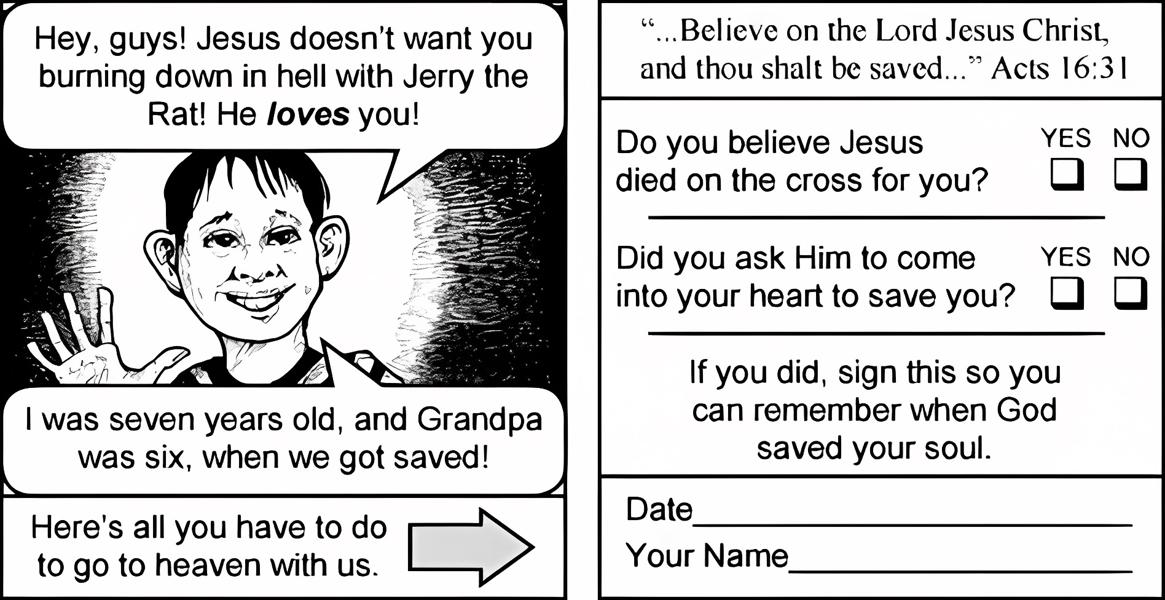 Hey, guys! Jesus doesn't want you
burning down in hell with Jerry the
Rat! He loves you!
I was seven years old, and Grandpa
was six, when we got saved!
Here's all you have to do
to go to heaven with us.
“...Believe on the Lord Jesus Christ,
and thou shalt be saved...” Acts 16:31
Do you believe Jesus YES NO
died on the cross for you?
Did you ask Him to come YES NO
into your heart to save you?
If you did, sign this so you
can remember when God
saved your soul.
Date
Your Name